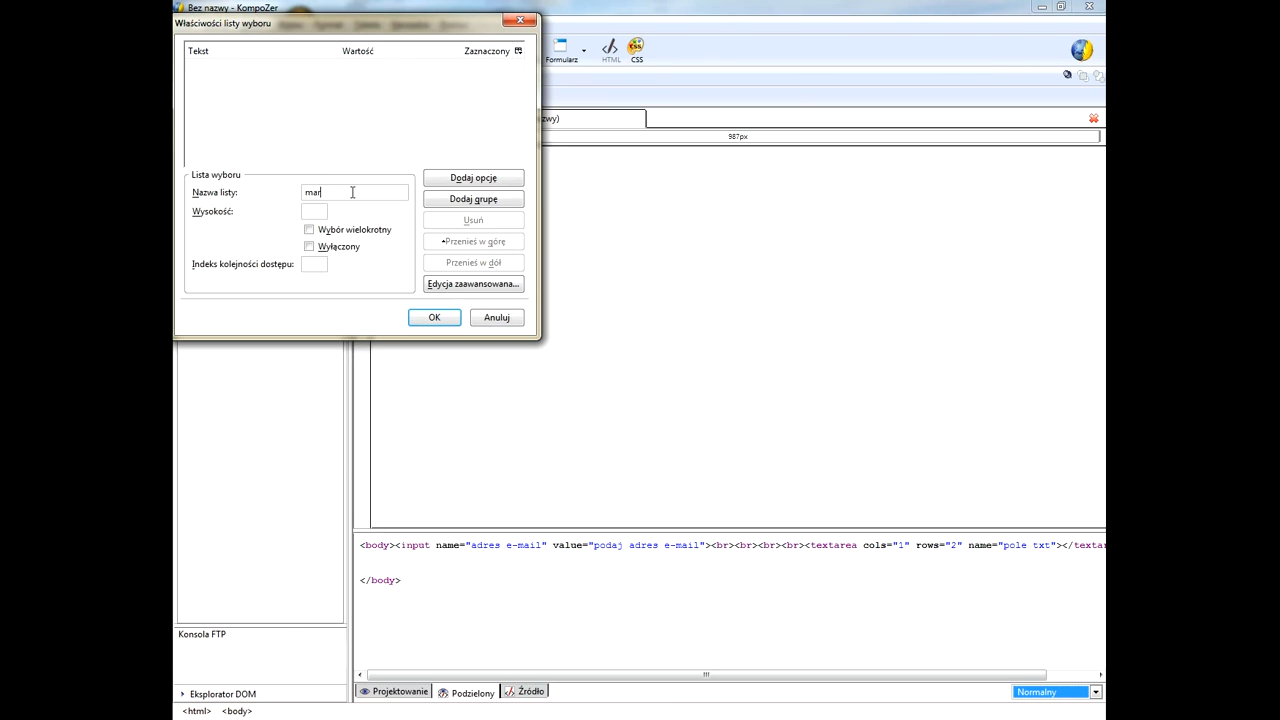 Bez nazwy - KompoZer
Właściwości listy wyboru
Tekst Wartość Zaznaczony
Formularz HTML CSS
zwy)
987px
Lista wyboru
Nazwa listy: mar
Wysokość:
Wybór wielokrotny
Wyłączony
Indeks kolejności dostępu:
Dodaj opcję
Dodaj grupę
Usuń
Przenieś w górę
Przenieś w dół
Edycja zaawansowana...
OK Anuluj
<body><input name="adres e-mail" value="podaj adres e-mail"><br><br><br><br><textarea cols="1" rows="2" name="pole txt"></textar
</body>
Konsola FTP
Eksplorator DOM
Projektowanie Podzielony Źródło Normalny
<html> <body>